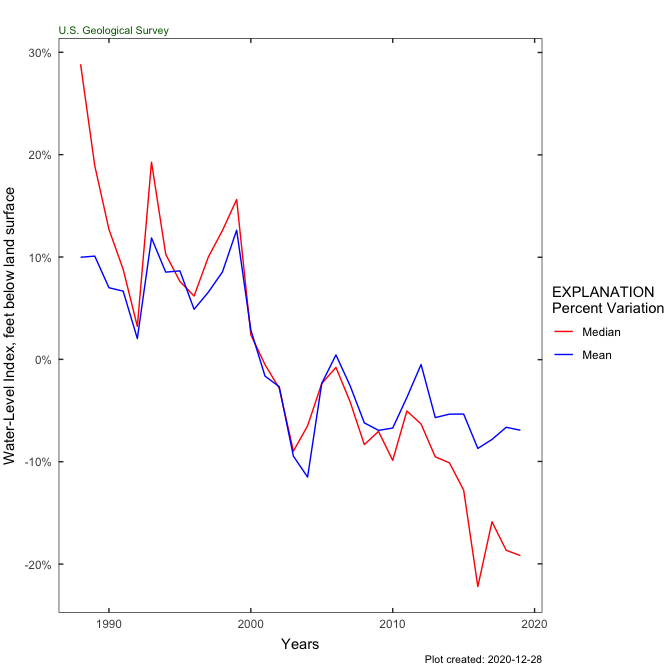 U.S. Geological Survey
30%
20%
10%
0%
-10%
-20%
Water-Level Index, feet below land surface
1990
2000
2010
2020
Years
EXPLANATION
Percent Variation
Median
Mean
Plot created: 2020-12-28